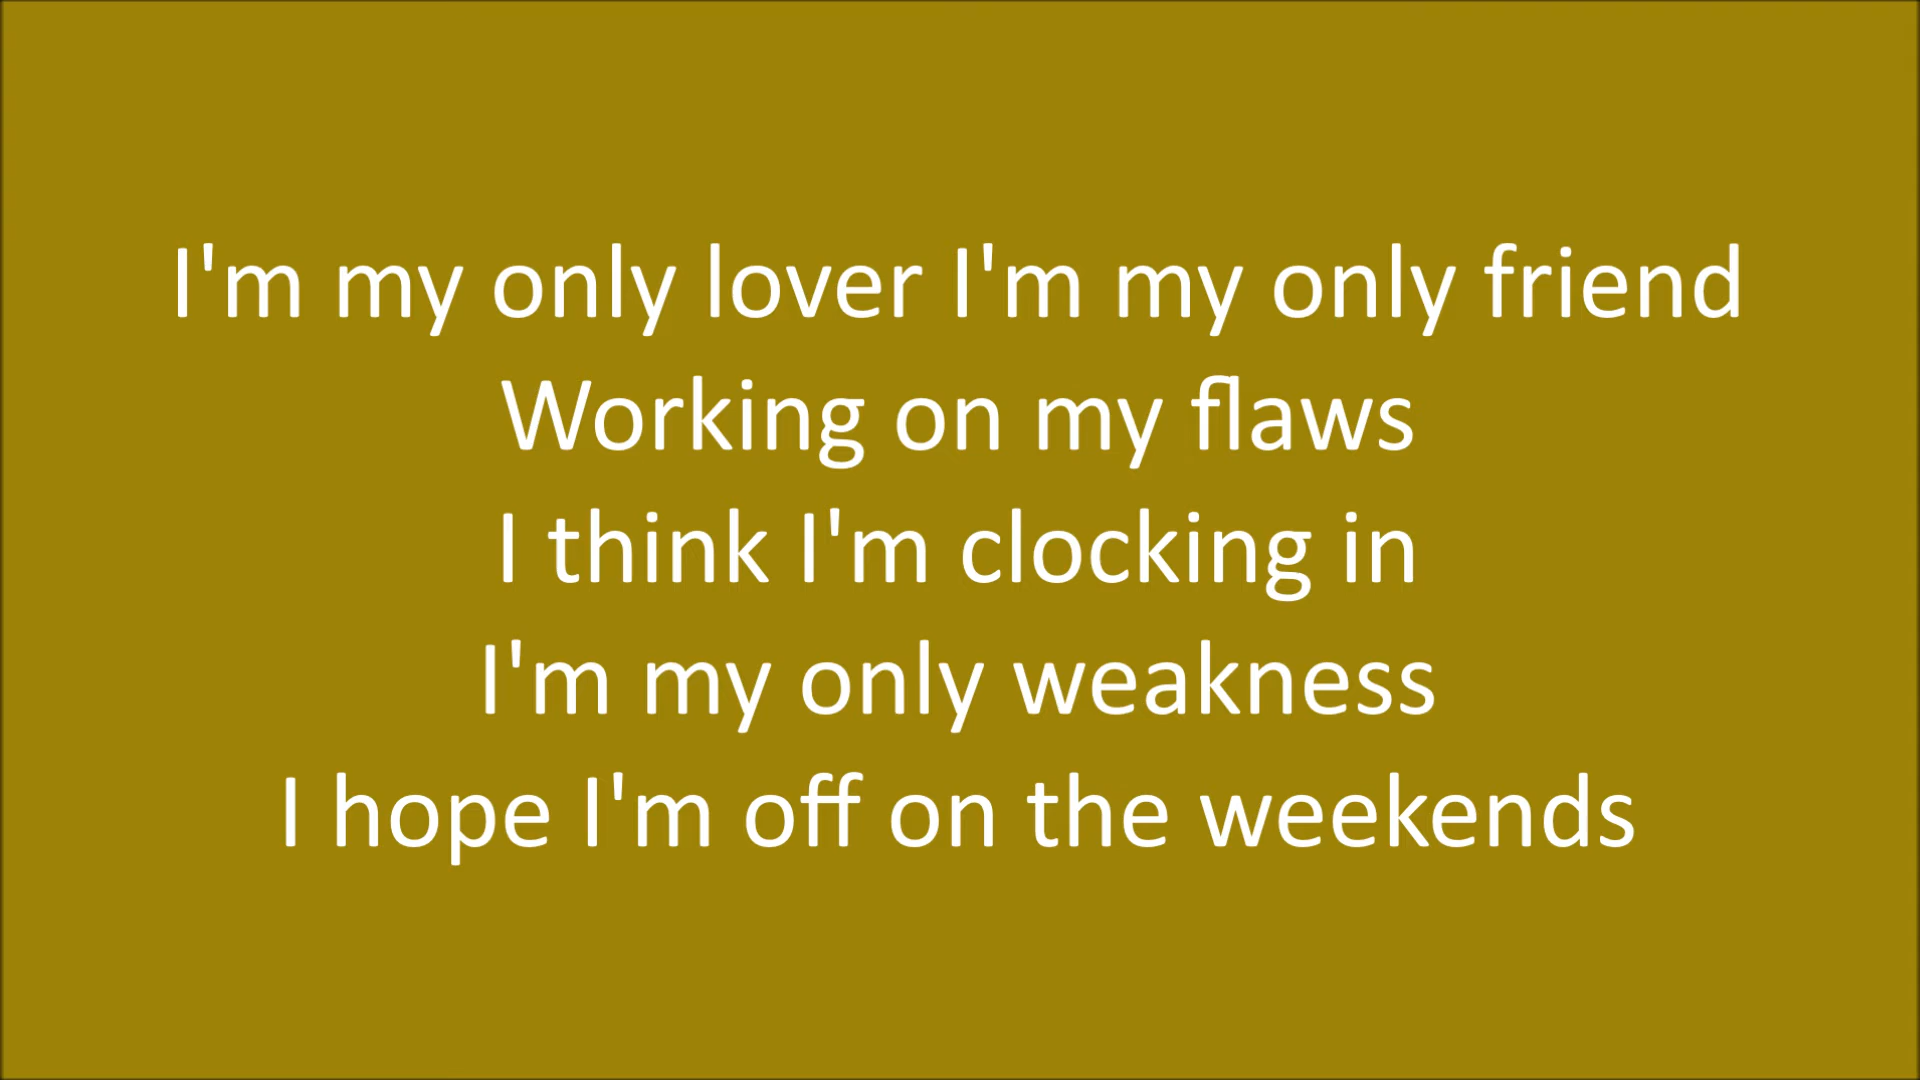 I'm my only lover I'm my only friend
Working on my flaws
I think I'm clocking in
I'm my only weakness
I hope I'm off on the weekends